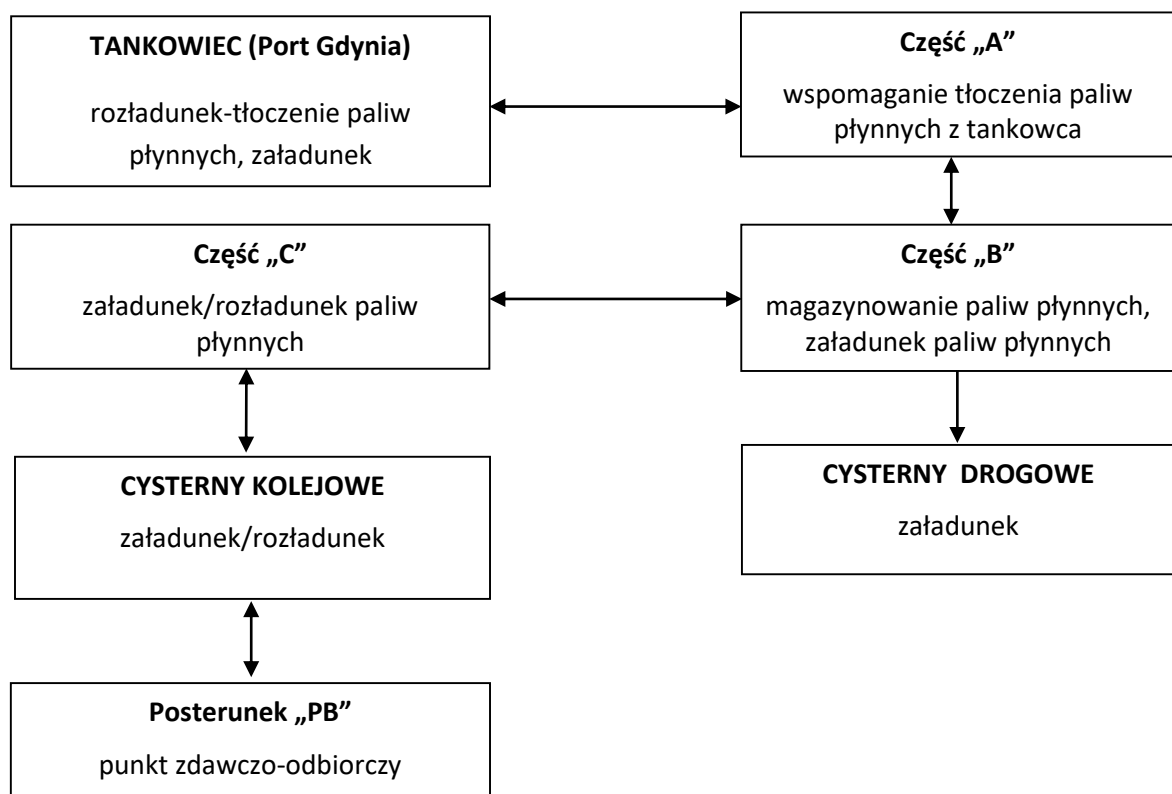 TANKOWIEC (Port Gdynia)
rozładunek-tłoczenie paliw
płynnych, załadunek
Część „A”
wspomaganie tłoczenia paliw
płynnych z tankowca
Część „C”
załadunek/rozładunek paliw
płynnych
Część „B”
magazynowanie paliw płynnych,
załadunek paliw płynnych
CYSTERNY KOLEJOWE
załadunek/rozładunek
CYSTERNY DROGOWE
załadunek
Posterunek „PB”
punkt zdawczo-odbiorczy